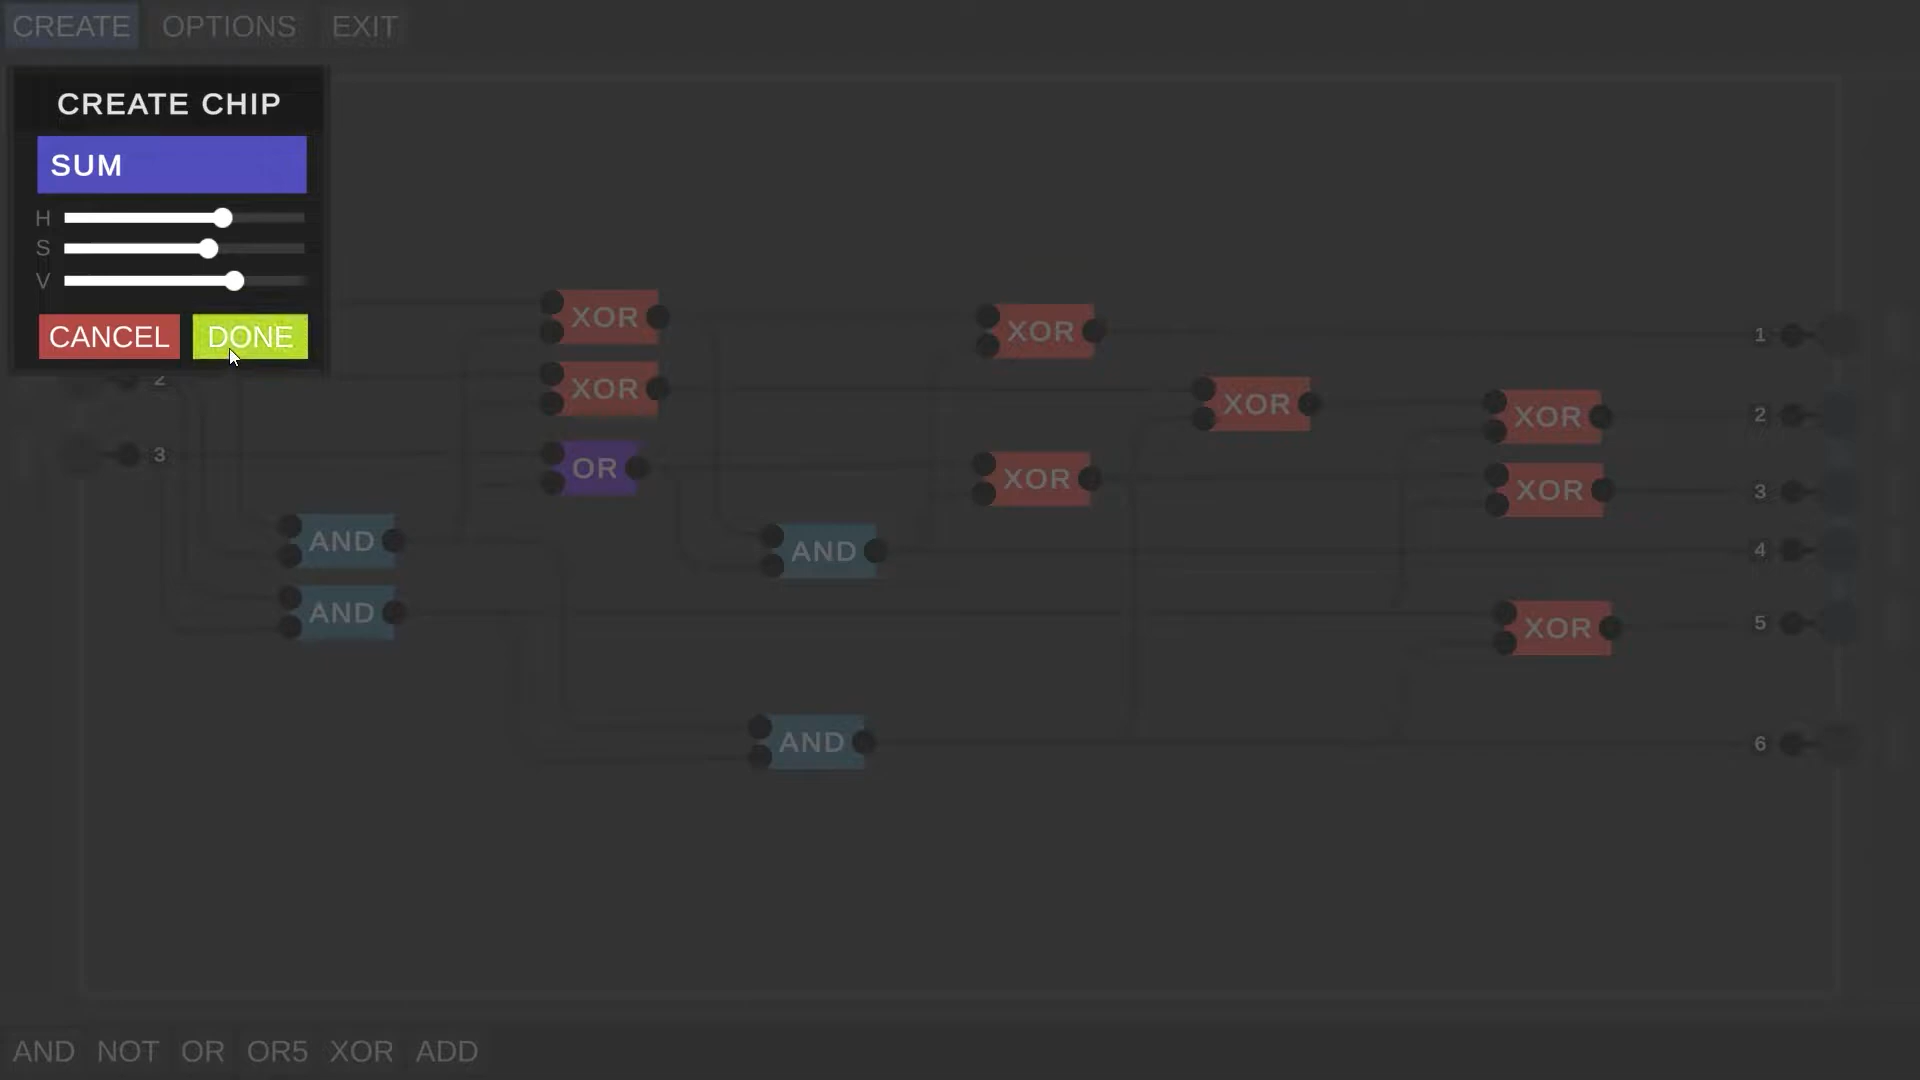 CREATE OPTIONS EXIT
CREATE CHIP
SUM
H
S
V
CANCEL DONE
XOR XOR 1
XOR XOR XOR 2
2
3 OR XOR XOR 3
AND AND 4
AND XOR 5
AND 6
AND NOT OR OR5 XOR ADD